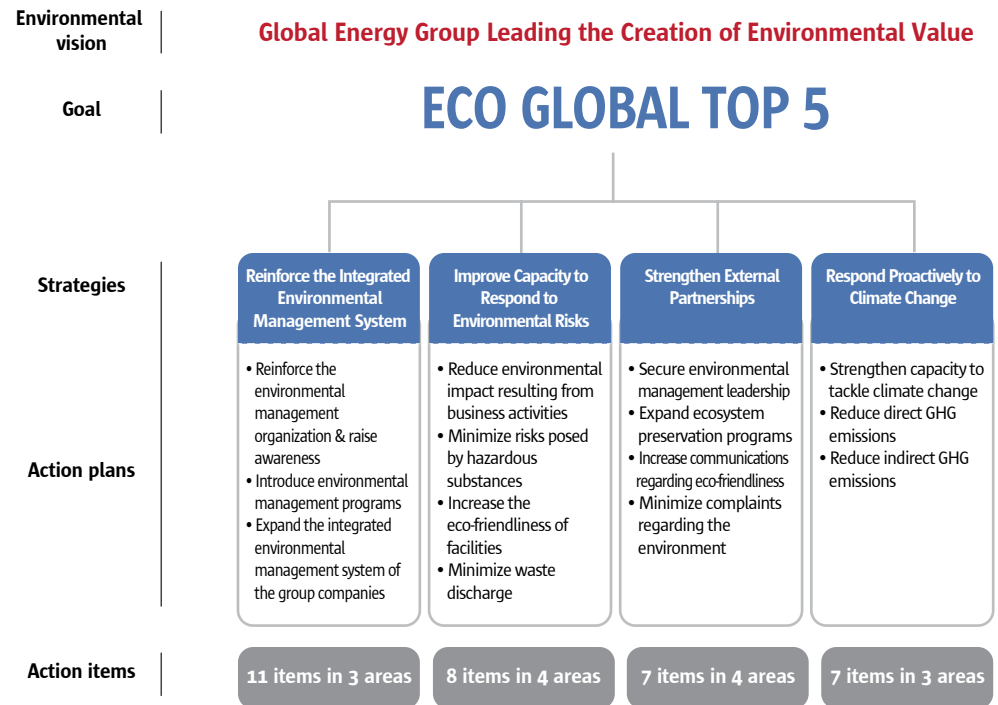 Environmental
vision
Global Energy Group Leading the Creation of Environmental Value
Goal
ECO GLOBAL TOP 5
Strategies
Reinforce the Integrated
Environmental
Management System
Improve Capacity to
Respond to
Environmental Risks
Strengthen External
Partnerships
Respond Proactively to
Climate Change
Action plans
• Reinforce the
environmental
management
organization & raise
awareness
• Introduce environmental
management programs
• Expand the integrated
environmental
management system of
the group companies
• Reduce environmental
impact resulting from
business activities
• Minimize risks posed
by hazardous
substances
• Increase the
eco-friendliness of
facilities
• Minimize waste
discharge
• Secure environmental
management leadership
• Expand ecosystem
preservation programs
• Increase communications
regarding eco-friendliness
• Minimize complaints
regarding the
environment
• Strengthen capacity to
tackle climate change
• Reduce direct GHG
emissions
• Reduce indirect GHG
emissions
Action items
11 items in 3 areas
8 items in 4 areas
7 items in 4 areas
7 items in 3 areas